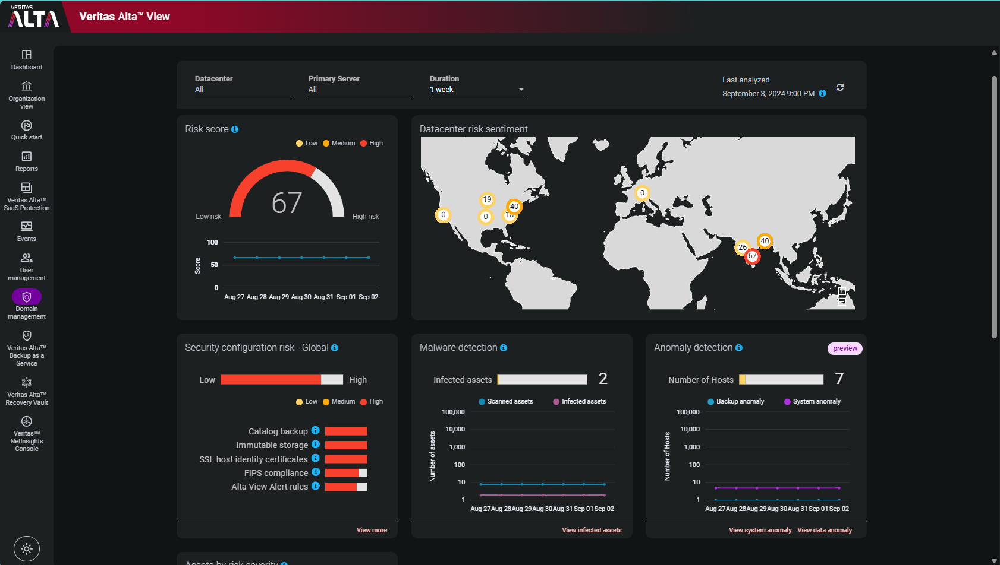 VERITAS
ALTA
Veritas Alta™ View
Dashboard
Organization
view
Quick start
Reports
Veritas Alta™
SaaS Protection
Events
User
management
Domain
management
Veritas Alta™
Backup as a
Service
Veritas Alta™
Recovery Vault
Veritas™
NetInsights
Console
Datacenter
All
Primary Server
All
Duration
1 week
Last analyzed
September 3, 2024 9:00 PM
Risk score
Low Medium High
67
Low risk
High risk
100
50
0
Score
Aug 27 Aug 28 Aug 29 Aug 30 Aug 31 Sep 01 Sep 02
Datacenter risk sentiment
0
19
0
40
18
0
26
40
67
Security configuration risk - Global
Low
High
Low Medium High
Catalog backup
Immutable storage
SSL host identity certificates
FIPS compliance
Alta View Alert rules
View more
Malware detection
Infected assets
2
Scanned assets Infected assets
100,000
10,000
1,000
100
10
1
Number of assets
Aug 27 Aug 28 Aug 29 Aug 30 Aug 31 Sep 01 Sep 02
View infected assets
Anomaly detection
preview
Number of Hosts
7
Backup anomaly System anomaly
100,000
10,000
1,000
100
10
1
Number of Hosts
Aug 27 Aug 28 Aug 29 Aug 30 Aug 31 Sep 01 Sep 02
View system anomaly View data anomaly
Assets by risk severity